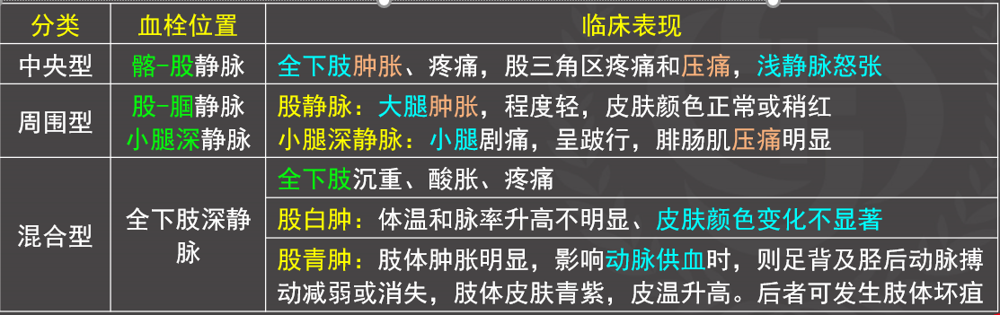 分类 血栓位置 临床表现
中央型 髂-股静脉 全下肢肿胀、疼痛，股三角区疼痛和压痛，浅静脉怒张
周围型
股-腘静脉
小腿深静脉
股静脉：大腿肿胀，程度轻，皮肤颜色正常或稍红
小腿深静脉：小腿剧痛，呈跛行，腓肠肌压痛明显
混合型
全下肢深静
脉
全下肢沉重、酸胀、疼痛
股白肿：体温和脉率升高不明显、皮肤颜色变化不显著
股青肿：肢体肿胀明显，影响动脉供血时，则足背及胫后动脉搏
动减弱或消失，肢体皮肤青紫，皮温升高。后者可发生肢体坏疽